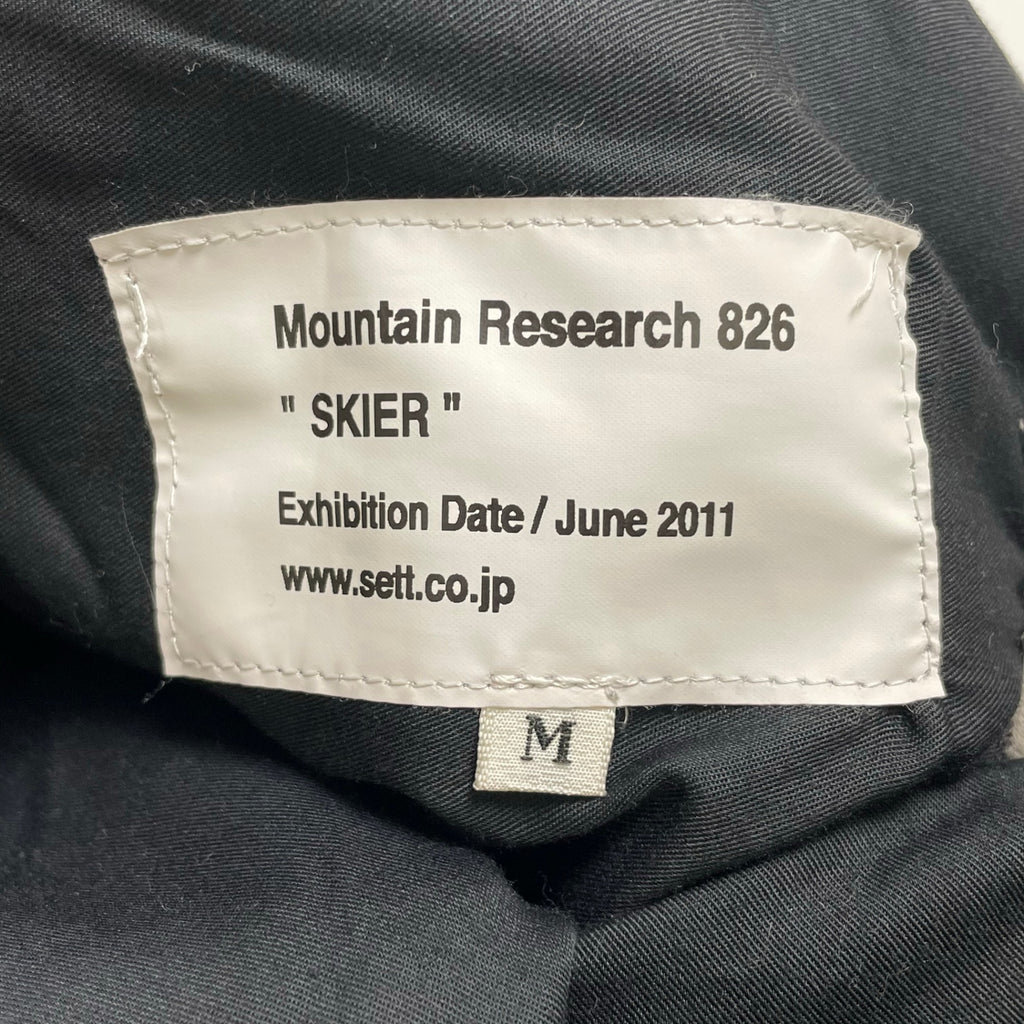 Mountain Research 826
" SKIER "
Exhibition Date / June 2011
www.sett.co.jp
M